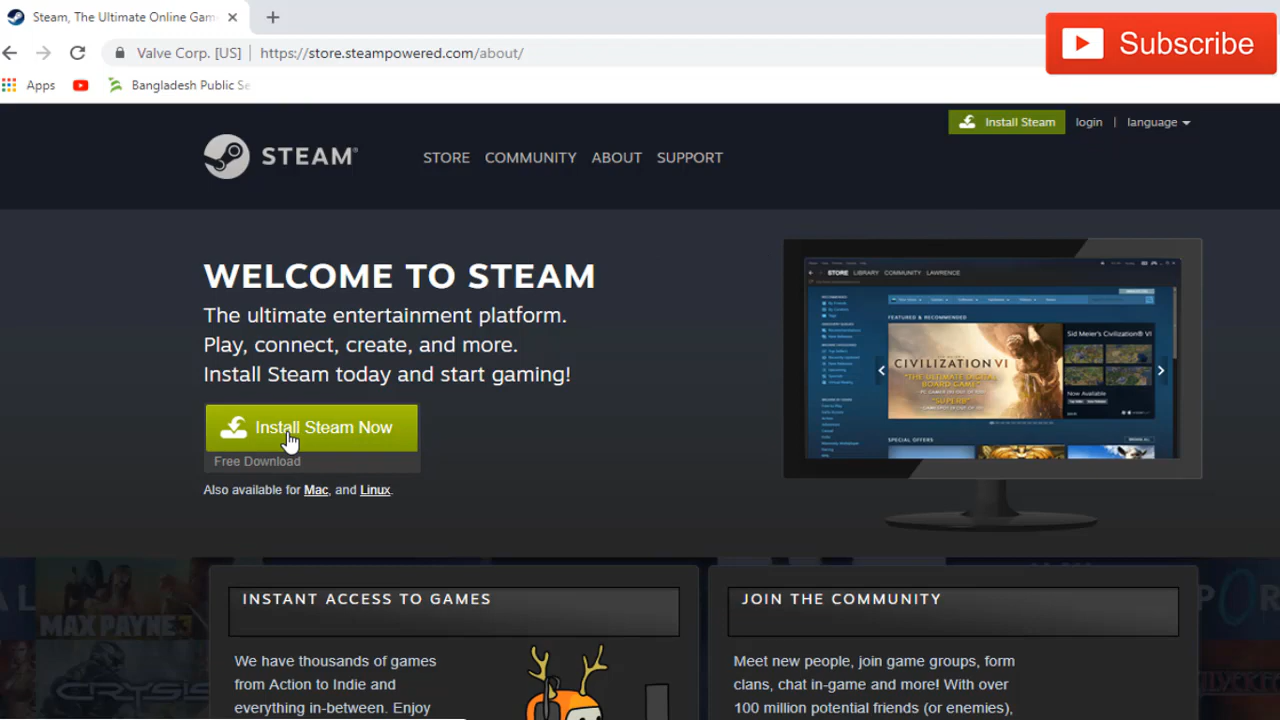 Steam, The Ultimate Online Gam
Subscribe
Valve Corp. [US] | https://store.steampowered.com/about/
Apps
Bangladesh Public Se
Install Steam
login | language
STEAM®
STORE COMMUNITY ABOUT SUPPORT
WELCOME TO STEAM
The ultimate entertainment platform.
Play, connect, create, and more.
Install Steam today and start gaming!
Install Steam Now
Free Download
Also available for Mac, and Linux.
STORE LIBRARY COMMUNITY LAWRENCE
FEATURED & RECOMMENDED
Sid Meier's Civilization® VI
CIVILIZATION VI
"THE ULTIMATE DIGITAL
BOARD GAME"
"SUPERB"
Now Available
SPECIAL OFFERS
MAX PAYNE 3
CRYSIS
INSTANT ACCESS TO GAMES
We have thousands of games
from Action to Indie and
everything in-between. Enjoy
JOIN THE COMMUNITY
Meet new people, join game groups, form
clans, chat in-game and more! With over
100 million potential friends (or enemies),